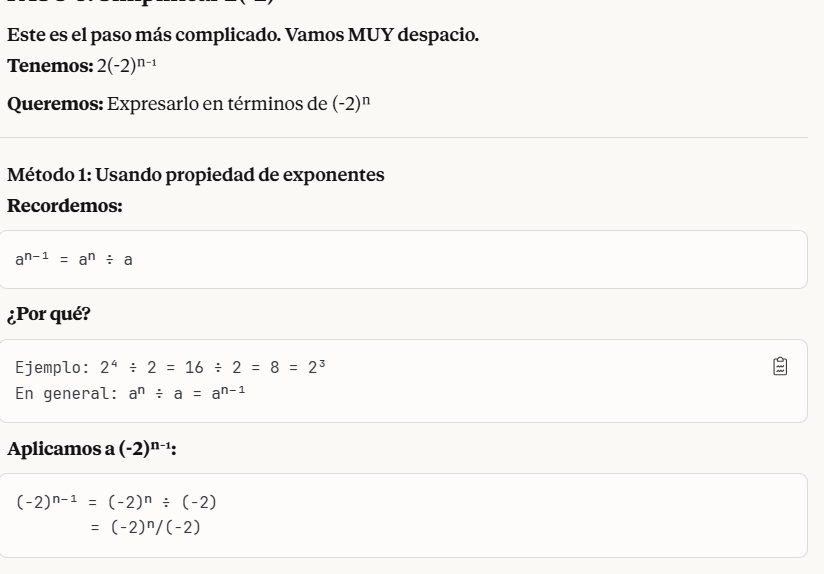 Este es el paso más complicado. Vamos MUY despacio.
Tenemos: 2(-2)ⁿ⁻¹
Queremos: Expresarlo en términos de (-2)ⁿ
Método 1: Usando propiedad de exponentes
Recordemos:
aⁿ⁻¹ = aⁿ ÷ a
¿Por qué?
Ejemplo: 2⁴ ÷ 2 = 16 ÷ 2 = 8 = 2³
En general: aⁿ ÷ a = aⁿ⁻¹
Aplicamos a (-2)ⁿ⁻¹:
(-2)ⁿ⁻¹ = (-2)ⁿ ÷ (-2)
= (-2)ⁿ/(-2)